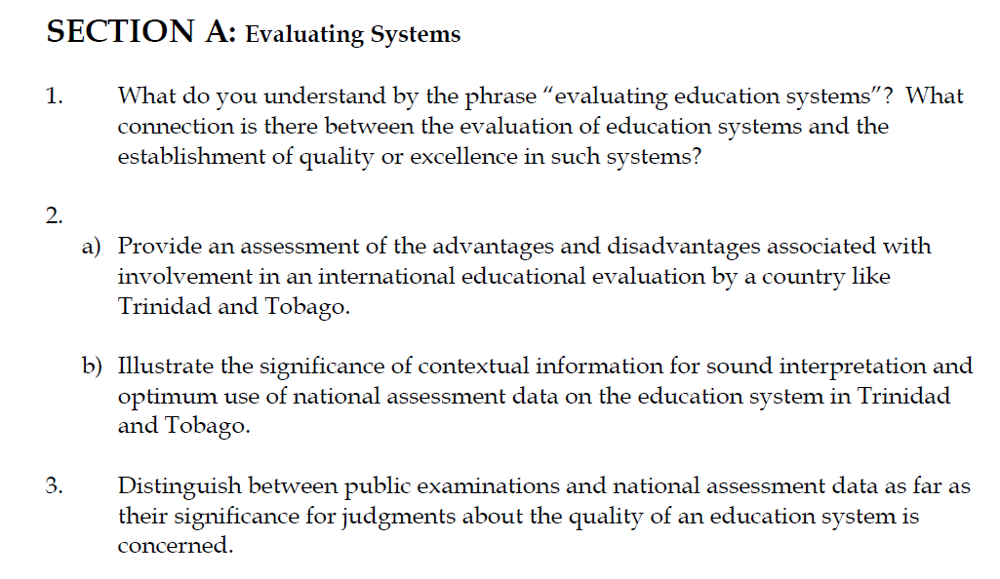 SECTION A: Evaluating Systems
1. What do you understand by the phrase “evaluating education systems”? What
connection is there between the evaluation of education systems and the
establishment of quality or excellence in such systems?
2.
a) Provide an assessment of the advantages and disadvantages associated with
involvement in an international educational evaluation by a country like
Trinidad and Tobago.
b) Illustrate the significance of contextual information for sound interpretation and
optimum use of national assessment data on the education system in Trinidad
and Tobago.
3. Distinguish between public examinations and national assessment data as far as
their significance for judgments about the quality of an education system is
concerned.